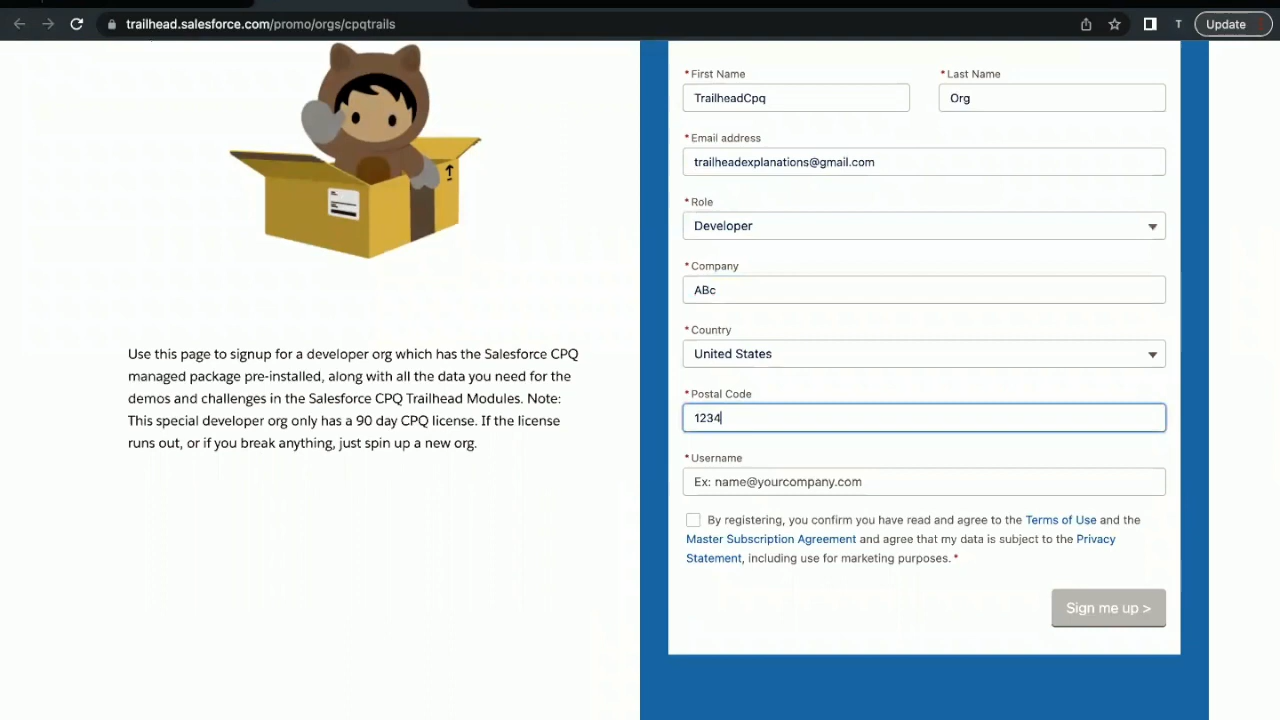 trailhead.salesforce.com/promo/orgs/cpqtrails
T
Update
* First Name
* Last Name
TrailheadCpq
Org
* Email address
trailheadexplanations@gmail.com
* Role
Developer
* Company
ABc
* Country
United States
* Postal Code
1234
* Username
Ex: name@yourcompany.com
By registering, you confirm you have read and agree to the Terms of Use and the
Master Subscription Agreement and agree that my data is subject to the Privacy
Statement, including use for marketing purposes. *
Sign me up >
Use this page to signup for a developer org which has the Salesforce CPQ
managed package pre-installed, along with all the data you need for the
demos and challenges in the Salesforce CPQ Trailhead Modules. Note:
This special developer org only has a 90 day CPQ license. If the license
runs out, or if you break anything, just spin up a new org.